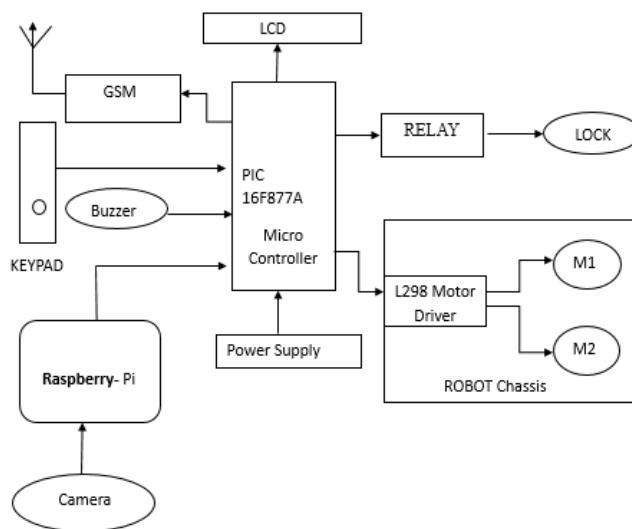 LCD
GSM
RELAY
LOCK
PIC
16F877A
Micro
Controller
Buzzer
KEYPAD
M1
L298 Motor
Driver
M2
Power Supply
ROBOT Chassis
Raspberry- Pi
Camera